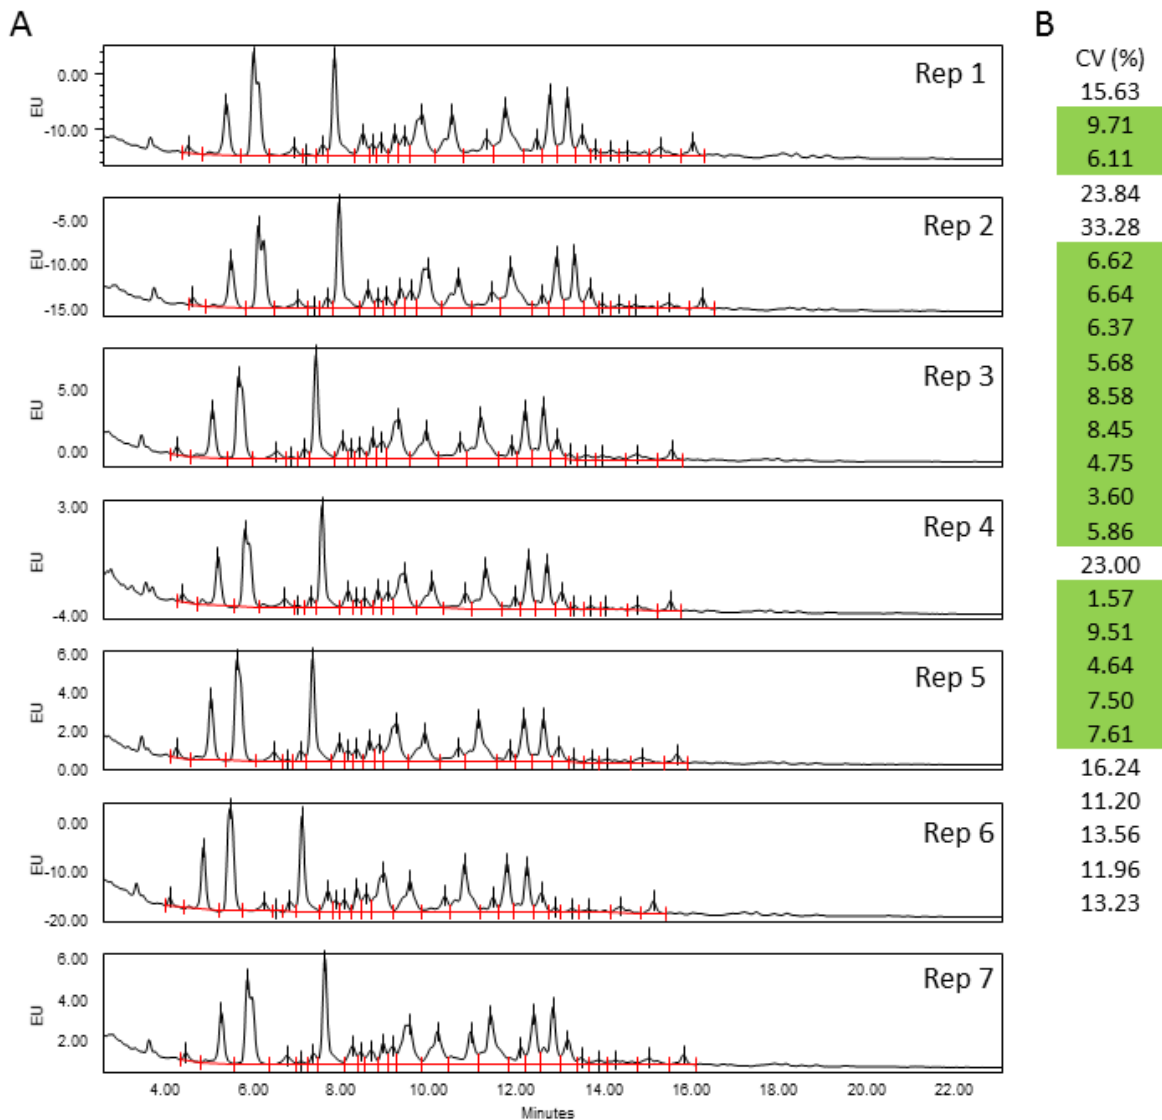 A
EU
0.00
-10.00
Rep 1
EU
-5.00
-10.00
-15.00
Rep 2
EU
5.00
0.00
Rep 3
EU
3.00
-4.00
Rep 4
EU
6.00
4.00
2.00
0.00
Rep 5
EU
0.00
-10.00
-20.00
Rep 6
EU
6.00
4.00
2.00
Rep 7
4.00 6.00 8.00 10.00 12.00 14.00 16.00 18.00 20.00 22.00
Minutes
B
CV (%)
15.63
9.71
6.11
23.84
33.28
6.62
6.64
6.37
5.68
8.58
8.45
4.75
3.60
5.86
23.00
1.57
9.51
4.64
7.50
7.61
16.24
11.20
13.56
11.96
13.23